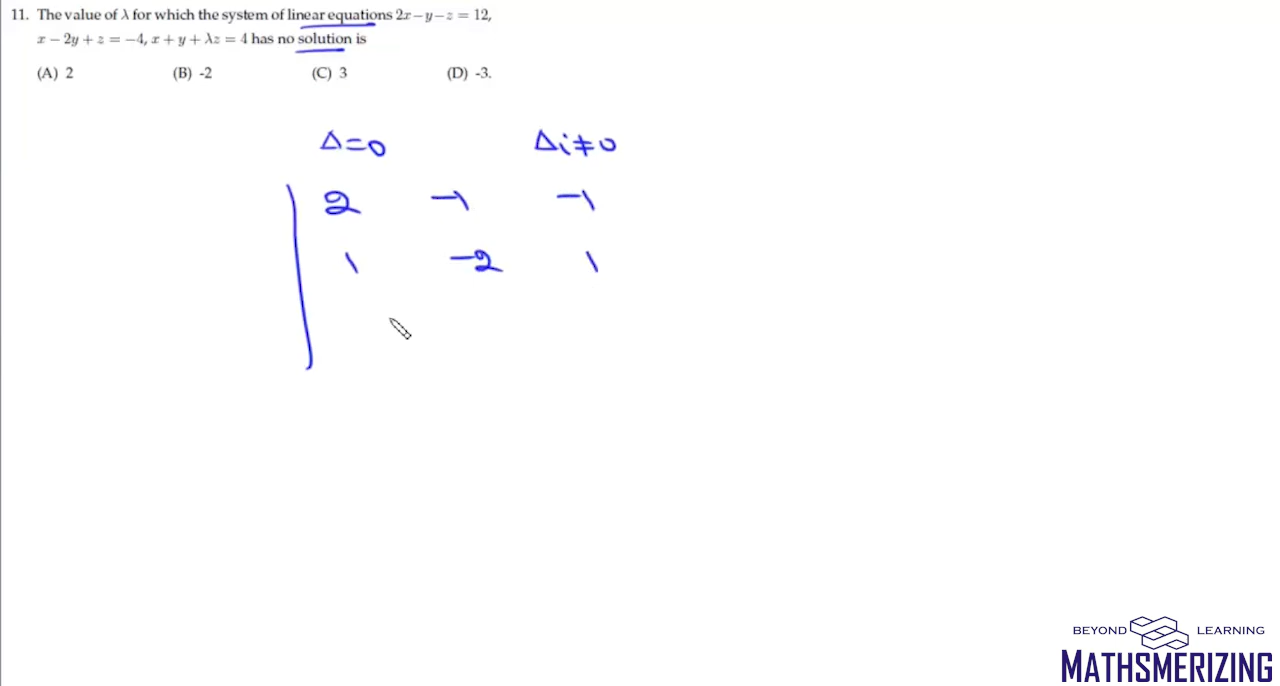 11. The value of λ for which the system of linear equations 2x − y − z = 12,
x − 2y + z = −4, x + y + λz = 4 has no solution is
(A) 2 (B) -2 (C) 3 (D) -3.
Δ=0 Δi≠0
2 -1 -1
1 -2 1
BEYOND LEARNING
MATHSMERIZING